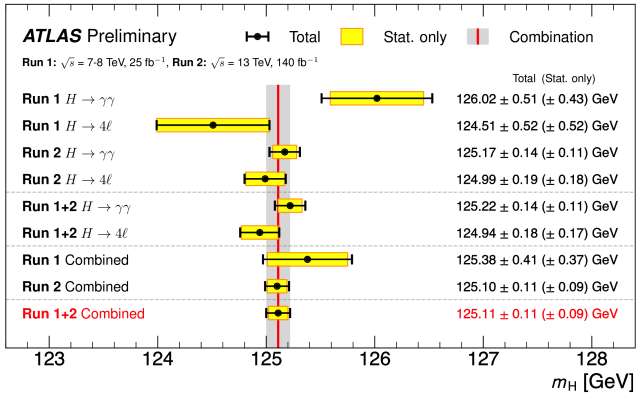 ATLAS Preliminary Total Stat. only Combination
Run 1: √s = 7-8 TeV, 25 fb⁻¹, Run 2: √s = 13 TeV, 140 fb⁻¹
Total (Stat. only)
Run 1 H → γγ 126.02 ± 0.51 (± 0.43) GeV
Run 1 H → 4ℓ 124.51 ± 0.52 (± 0.52) GeV
Run 2 H → γγ 125.17 ± 0.14 (± 0.11) GeV
Run 2 H → 4ℓ 124.99 ± 0.19 (± 0.18) GeV
Run 1+2 H → γγ 125.22 ± 0.14 (± 0.11) GeV
Run 1+2 H → 4ℓ 124.94 ± 0.18 (± 0.17) GeV
Run 1 Combined 125.38 ± 0.41 (± 0.37) GeV
Run 2 Combined 125.10 ± 0.11 (± 0.09) GeV
Run 1+2 Combined 125.11 ± 0.11 (± 0.09) GeV
123 124 125 126 127 128
m_H [GeV]